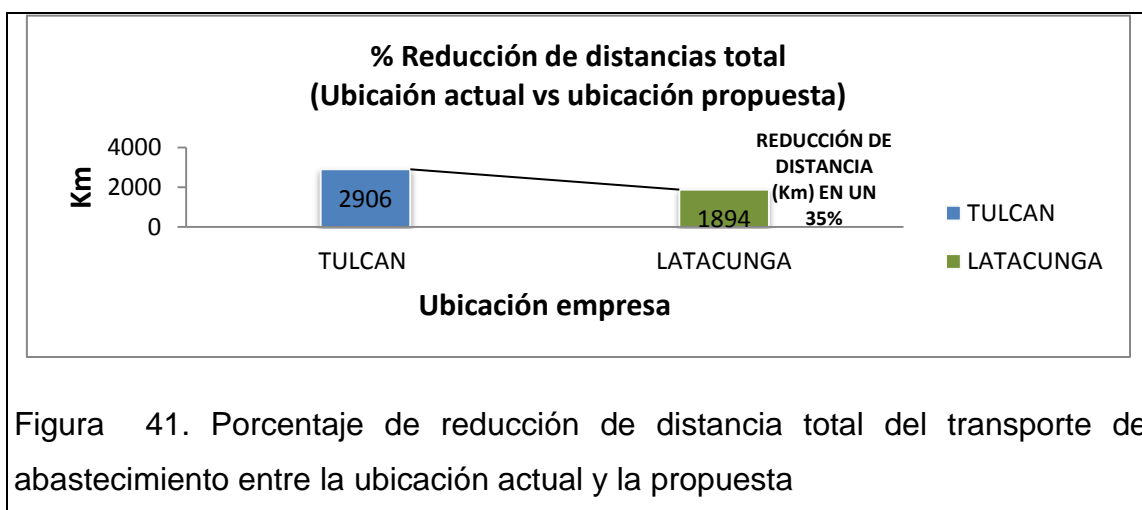 % Reducción de distancias total
(Ubicaión actual vs ubicación propuesta)
4000
2000
0
Km
2906
1894
REDUCCIÓN DE
DISTANCIA
(Km) EN UN
35%
TULCAN
LATACUNGA
TULCAN
LATACUNGA
Ubicación empresa
Figura 41. Porcentaje de reducción de distancia total del transporte de
abastecimiento entre la ubicación actual y la propuesta